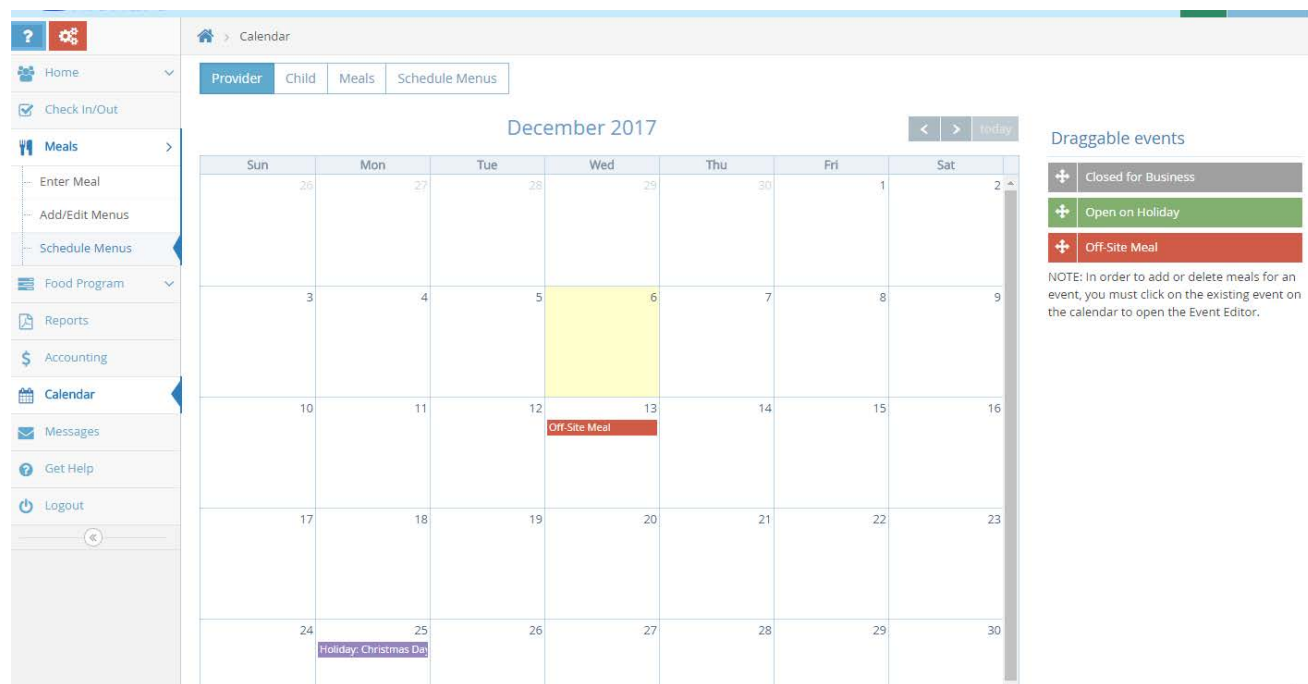 ?
Calendar
Home
Check In/Out
Meals
Enter Meal
Add/Edit Menus
Schedule Menus
Food Program
Reports
Accounting
Calendar
Messages
Get Help
Logout
Provider Child Meals Schedule Menus
December 2017
today
Sun Mon Tue Wed Thu Fri Sat
26 27 28 29 30 1 2
3 4 5 6 7 8 9
10 11 12 13 14 15 16
Off-Site Meal
17 18 19 20 21 22 23
24 25 26 27 28 29 30
Holiday: Christmas Day
Draggable events
Closed for Business
Open on Holiday
Off-Site Meal
NOTE: In order to add or delete meals for an
event, you must click on the existing event on
the calendar to open the Event Editor.